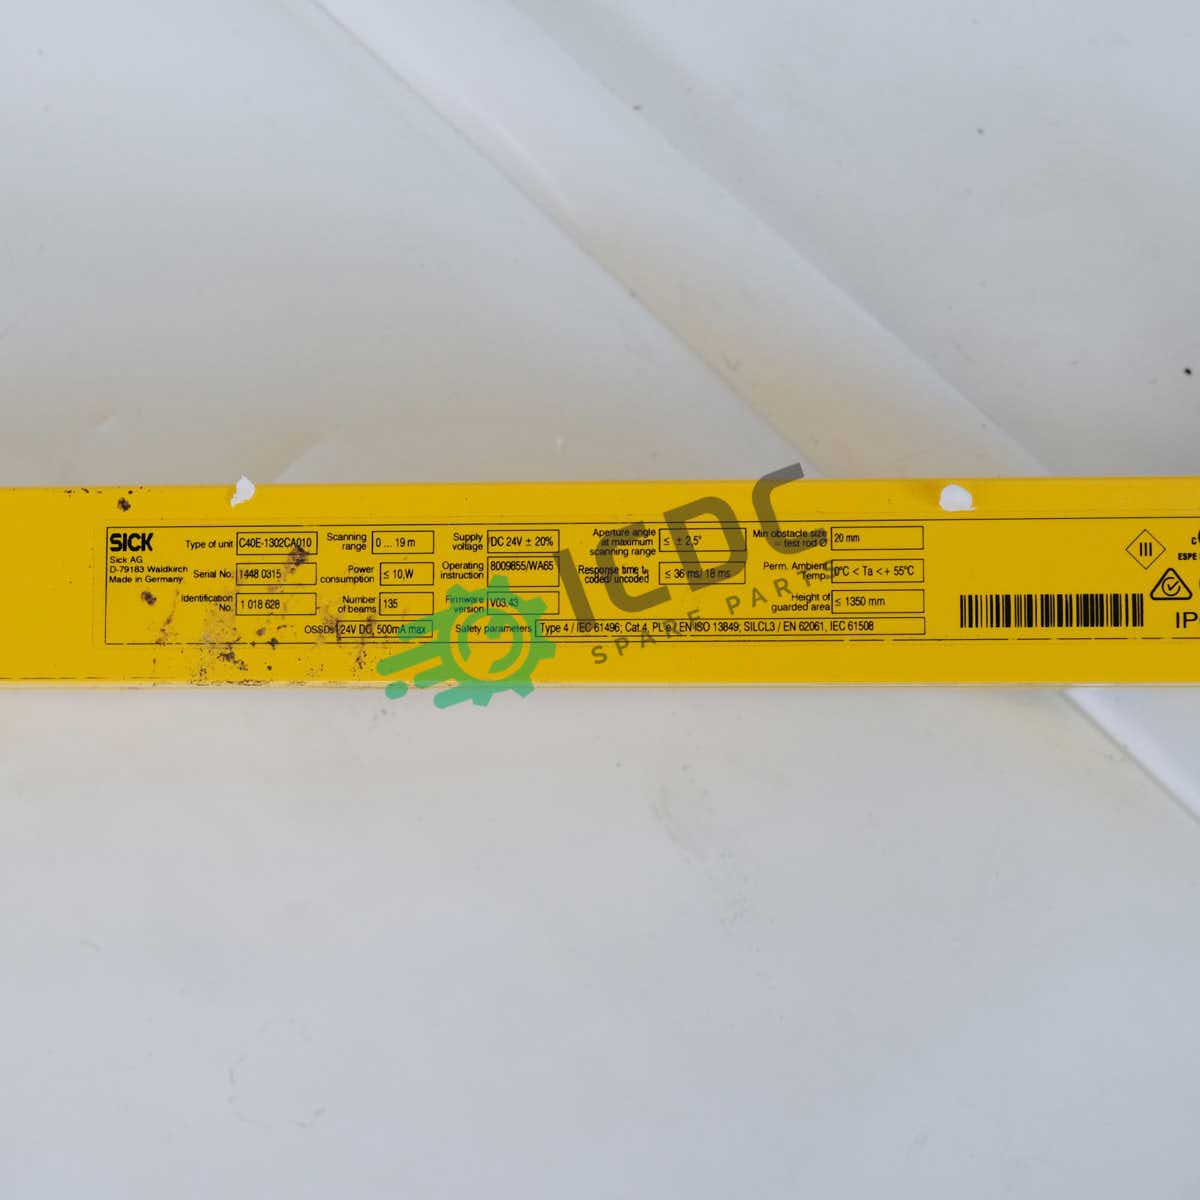 SICK
Sick AG
D-79183 Waldkirch
Made in Germany
Type of unit C40E-1302CA010
Serial No. 1448 0315
Identification No. 1 018 628
Scanning range 0 ... 19 m
Power consumption ≤ 10,W
Number of beams 135
OSSDs 24V DC, 500mA max
Supply voltage DC 24V ± 20%
Operating instruction 8009855/WA65
Firmware version V03.43
Safety parameters Type 4 / IEC 61496; Cat.4, PL e EN ISO 13849; SILCL3 / EN 62061, IEC 61508
Aperture angle at maximum scanning range ≤ ± 2,5°
Response time coded/ uncoded ≤ 36 ms/ 18 ms
Min obstacle size = test rod Ø 20 mm
Perm. Ambient Temp. 0°C < Ta < + 55°C
Height of guarded area ≤ 1350 mm
III
ESPE
IP
ICDC
SPARE PARTS